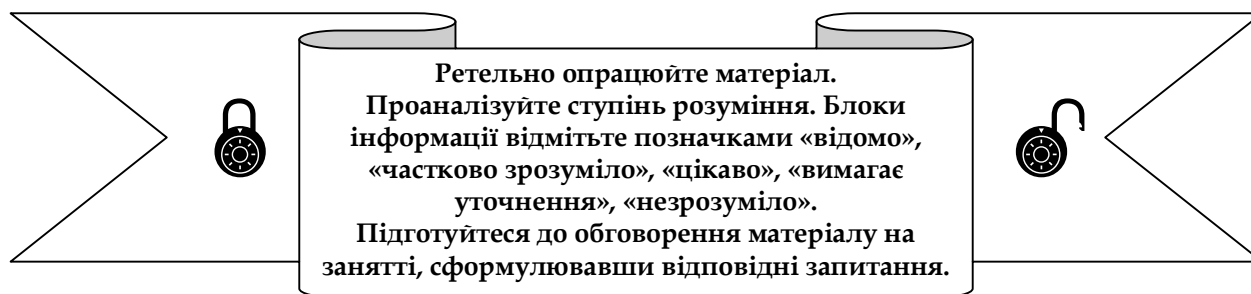 Ретельно опрацюйте матеріал.
Проаналізуйте ступінь розуміння. Блоки
інформації відмітьте позначками «відомо»,
«частково зрозуміло», «цікаво», «вимагає
уточнення», «незрозуміло».
Підготуйтеся до обговорення матеріалу на
занятті, сформулювавши відповідні запитання.